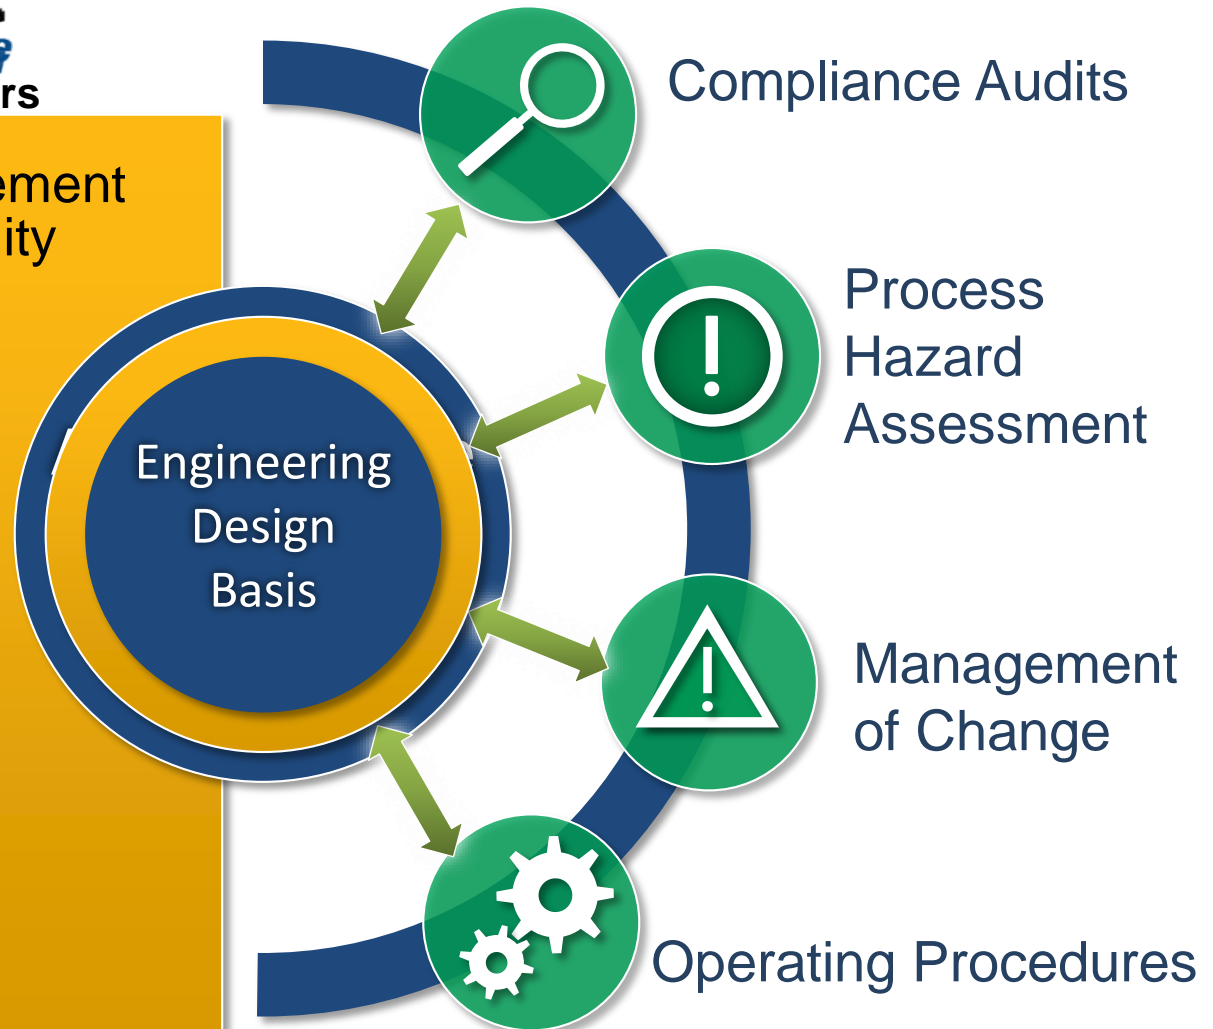 rs
ement
ity
Compliance Audits
Process
Hazard
Assessment
Engineering
Design
Basis
Management
of Change
Operating Procedures